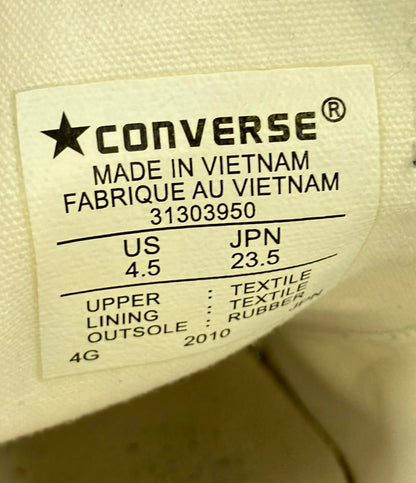 ★CONVERSE®
MADE IN VIETNAM
FABRIQUE AU VIETNAM
31303950
US JPN
4.5 23.5
UPPER : TEXTILE
LINING : TEXTILE
OUTSOLE : RUBBER
4G 2010 JPN